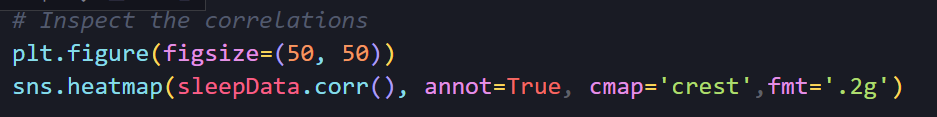 # Inspect the correlations
plt.figure(figsize=(50, 50))
sns.heatmap(sleepData.corr(), annot=True, cmap='crest',fmt='.2g')